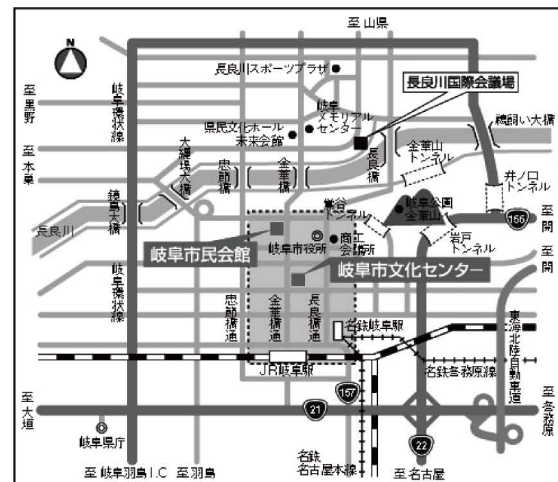 N
至山県
長良川スポーツプラザ
長良川国際会議場
岐阜
メモリアル
センター
県民文化ホール
未来会館
至黒野
岐阜環状線
至本巣
大縄場大橋
忠節橋
金華橋
長良橋
金華山
トンネル
鵜飼い大橋
井ノ口
トンネル
鏡島大橋
長良川
岐阜環状線
トンネル
岐阜公園
金華山
岩戸
トンネル
156
至関
至関
岐阜市民会館
岐阜市役所
商工
会議所
岐阜市文化センター
忠節橋通
金華橋通
長良橋通
名鉄岐阜駅
JR岐阜駅
名鉄各務原線
東海北陸自動車道
157
21
22
至大垣
至各務原
岐阜県庁
至岐阜羽島I.C
至羽島
名鉄
名古屋本線
至名古屋